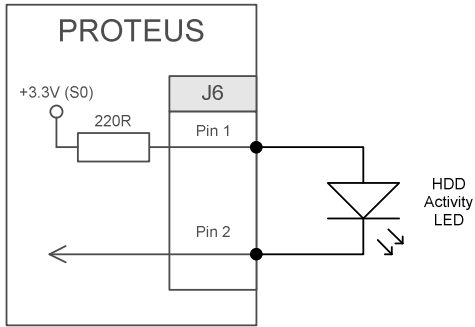 PROTEUS
+3.3V (S0)
J6
220R
Pin 1
HDD
Activity
LED
Pin 2